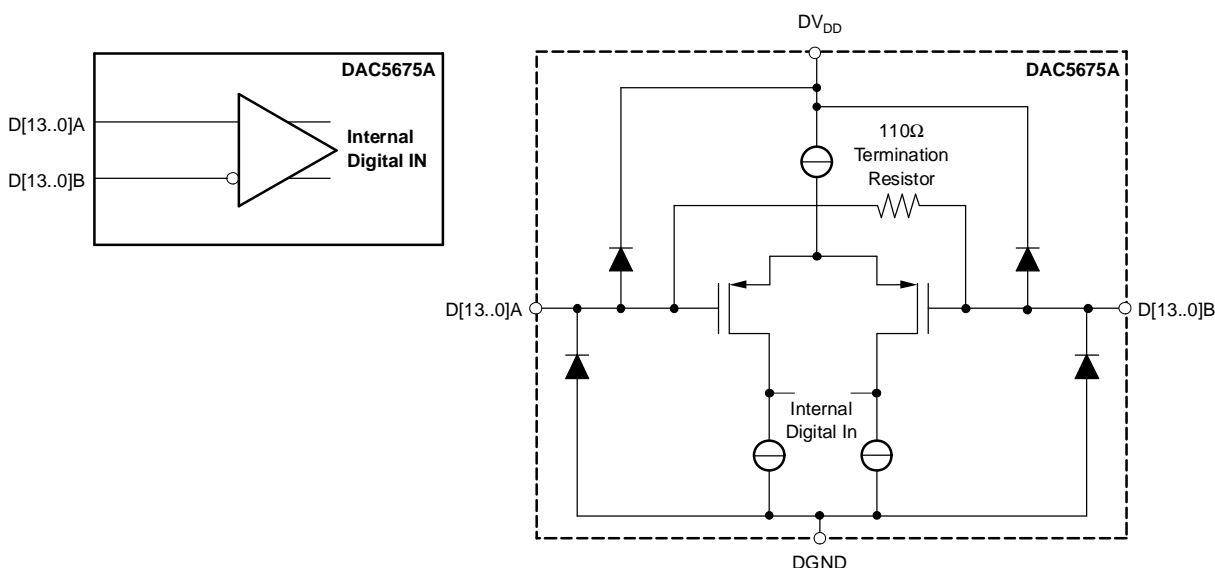 DAC5675A
D[13..0]A
D[13..0]B
Internal
Digital IN
DVDD
DAC5675A
110Ω
Termination
Resistor
D[13..0]A
D[13..0]B
Internal
Digital In
DGND